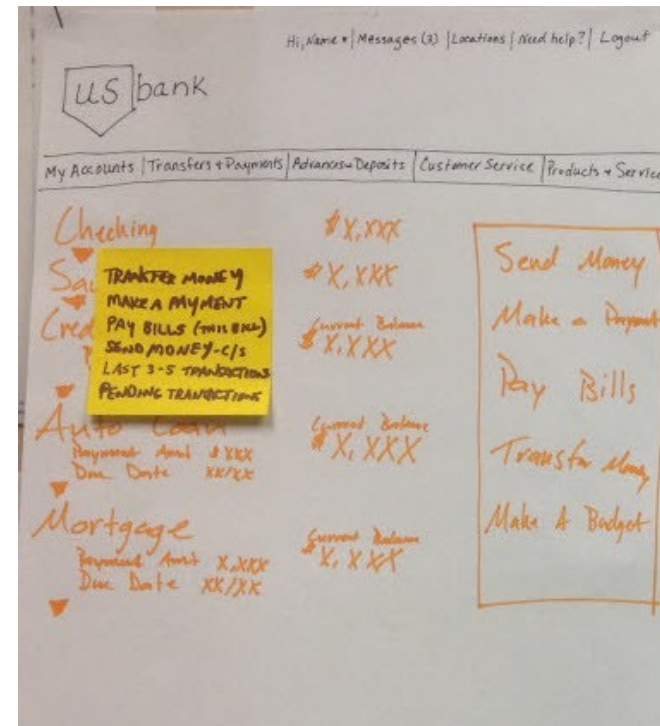 Hi, Name | Messages (3) | Locations | Need help? | Logout
US bank
My Accounts | Transfers + Payments | Advances + Deposits | Customer Service | Products +
Checking $X,XXX
$X,XXX
Current Balance
$X,XXX
TRANFER MONEY
MAKE A PAYMENT
PAY BILLS (THIS BILL)
SEND MONEY-C/S
LAST 3-5 TRANSACTIONS
PENDING TRANSACTIONS
Auto Loan Current Balance
Payment Amt $XXX $X,XXX
Due Date XX/XX
Mortgage
Current Balance
Payment Amt X,XXX $X,XXX
Due Date XX/XX
Send Money
Make a Payment
Pay Bills
Transfer Money
Make A Budget